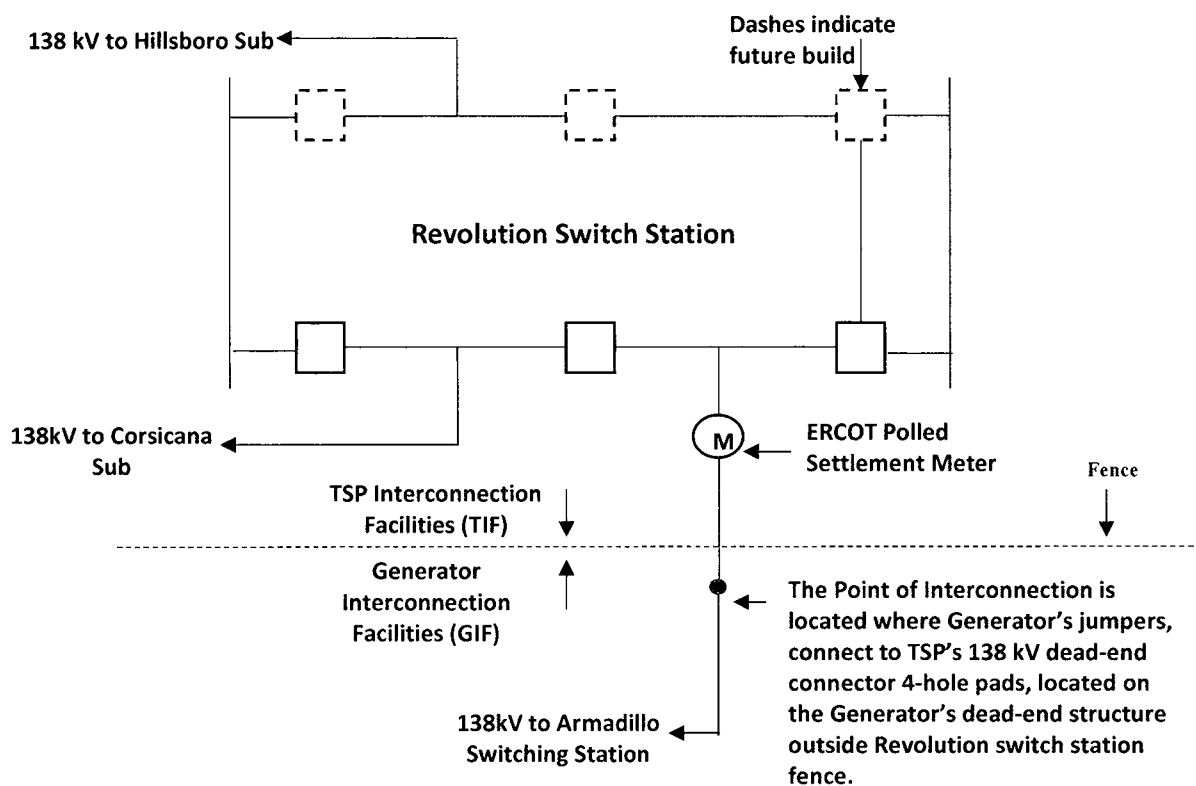 138 kV to Hillsboro Sub
Dashes indicate
future build
Revolution Switch Station
138kV to Corsicana
Sub
M
ERCOT Polled
Settlement Meter
TSP Interconnection
Facilities (TIF)
Fence
Generator
Interconnection
Facilities (GIF)
The Point of Interconnection is
located where Generator's jumpers,
connect to TSP's 138 kV dead-end
connector 4-hole pads, located on
the Generator's dead-end structure
outside Revolution switch station
fence.
138kV to Armadillo
Switching Station